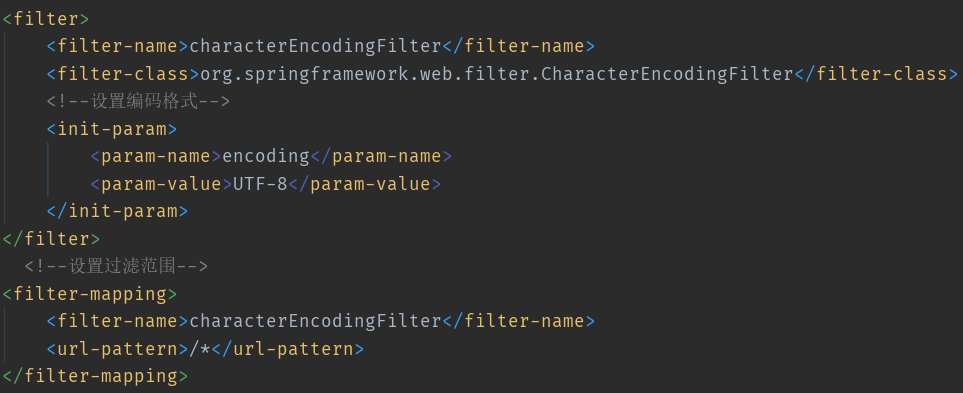 <filter>
    <filter-name>characterEncodingFilter</filter-name>
    <filter-class>org.springframework.web.filter.CharacterEncodingFilter</filter-class>
    <!--设置编码格式-->
    <init-param>
        <param-name>encoding</param-name>
        <param-value>UTF-8</param-value>
    </init-param>
</filter>
  <!--设置过滤范围-->
<filter-mapping>
    <filter-name>characterEncodingFilter</filter-name>
    <url-pattern>/*</url-pattern>
</filter-mapping>